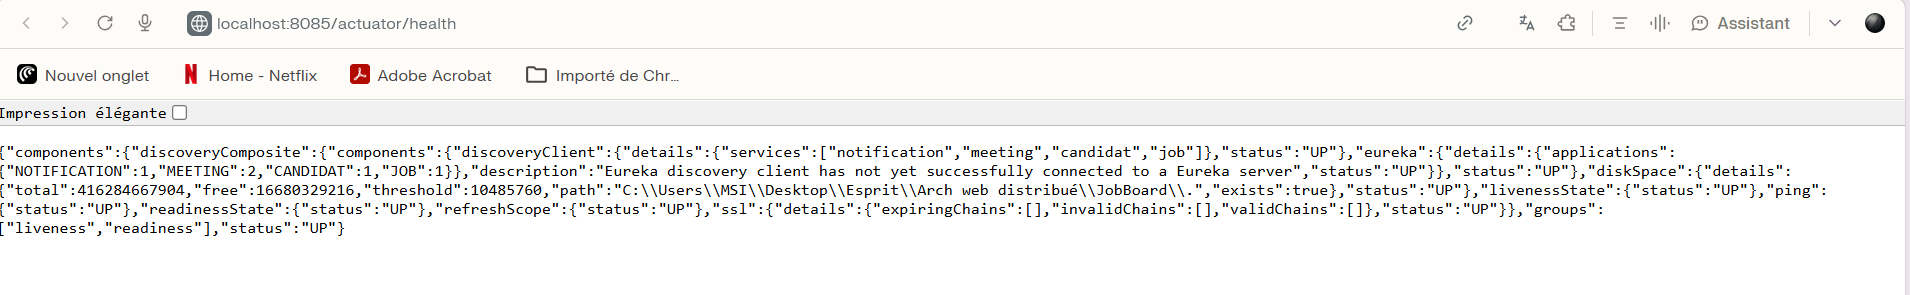 localhost:8085/actuator/health
Assistant
Nouvel onglet
Home - Netflix
Adobe Acrobat
Importé de Chr...
Impression élégante
{"components":{"discoveryComposite":{"components":{"discoveryClient":{"details":{"services":["notification","meeting","candidat","job"]},"status":"UP"},"eureka":{"details":{"applications":
{"NOTIFICATION":1,"MEETING":2,"CANDIDAT":1,"JOB":1}},"description":"Eureka discovery client has not yet successfully connected to a Eureka server","status":"UP"}},"status":"UP"},"diskSpace":{"details":
{"total":416284667904,"free":16680329216,"threshold":10485760,"path":"C:\\Users\\MSI\\Desktop\\Esprit\\Arch web distribué\\JobBoard\\.","exists":true},"status":"UP"},"livenessState":{"status":"UP"},"ping":
{"status":"UP"},"readinessState":{"status":"UP"},"refreshScope":{"status":"UP"},"ssl":{"details":{"expiringChains":[],"invalidChains":[],"validChains":[]},"status":"UP"}},"groups":
["liveness","readiness"],"status":"UP"}